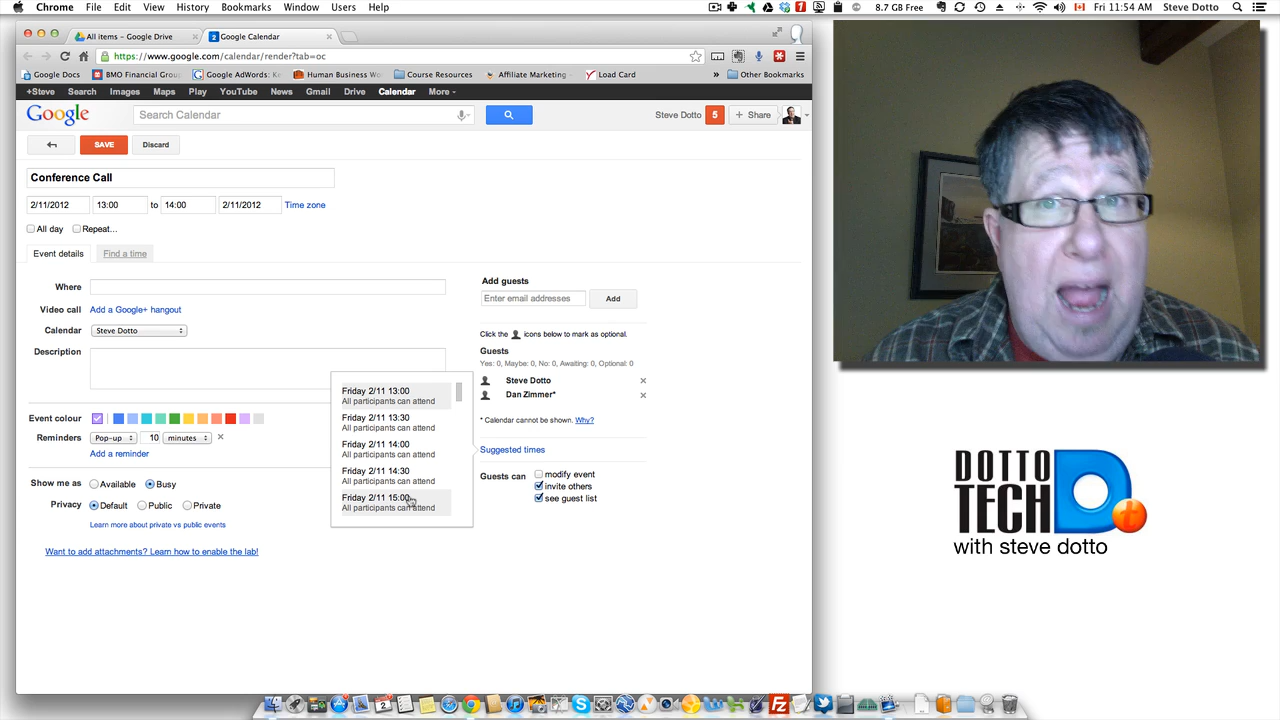 Chrome File Edit View History Bookmarks Window Users Help 8.7 GB Free Fri 11:54 AM Steve Dotto
All items – Google Drive × 2 Google Calendar ×
https://www.google.com/calendar/render?tab=oc
Google Docs BMO Financial Group Google AdWords: Ke Human Business Wo Course Resources Affiliate Marketing – Load Card » Other Bookmarks
+Steve Search Images Maps Play YouTube News Gmail Drive Calendar More
Google Search Calendar Steve Dotto 5 + Share
SAVE Discard
Conference Call
2/11/2012 13:00 to 14:00 2/11/2012 Time zone
All day Repeat...
Event details Find a time
Where
Video call Add a Google+ hangout
Calendar Steve Dotto
Description
Event colour
Reminders Pop-up 10 minutes ×
Add a reminder
Show me as Available Busy
Privacy Default Public Private
Learn more about private vs public events
Want to add attachments? Learn how to enable the lab!
Friday 2/11 13:00
All participants can attend
Friday 2/11 13:30
All participants can attend
Friday 2/11 14:00
All participants can attend
Friday 2/11 14:30
All participants can attend
Friday 2/11 15:00
All participants can attend
Add guests
Enter email addresses Add
Click the icons below to mark as optional.
Guests
Yes: 0, Maybe: 0, No: 0, Awaiting: 0, Optional: 0
Steve Dotto ×
Dan Zimmer* ×
* Calendar cannot be shown. Why?
Suggested times
Guests can modify event
invite others
see guest list
DOTTO
TECH
with steve dotto